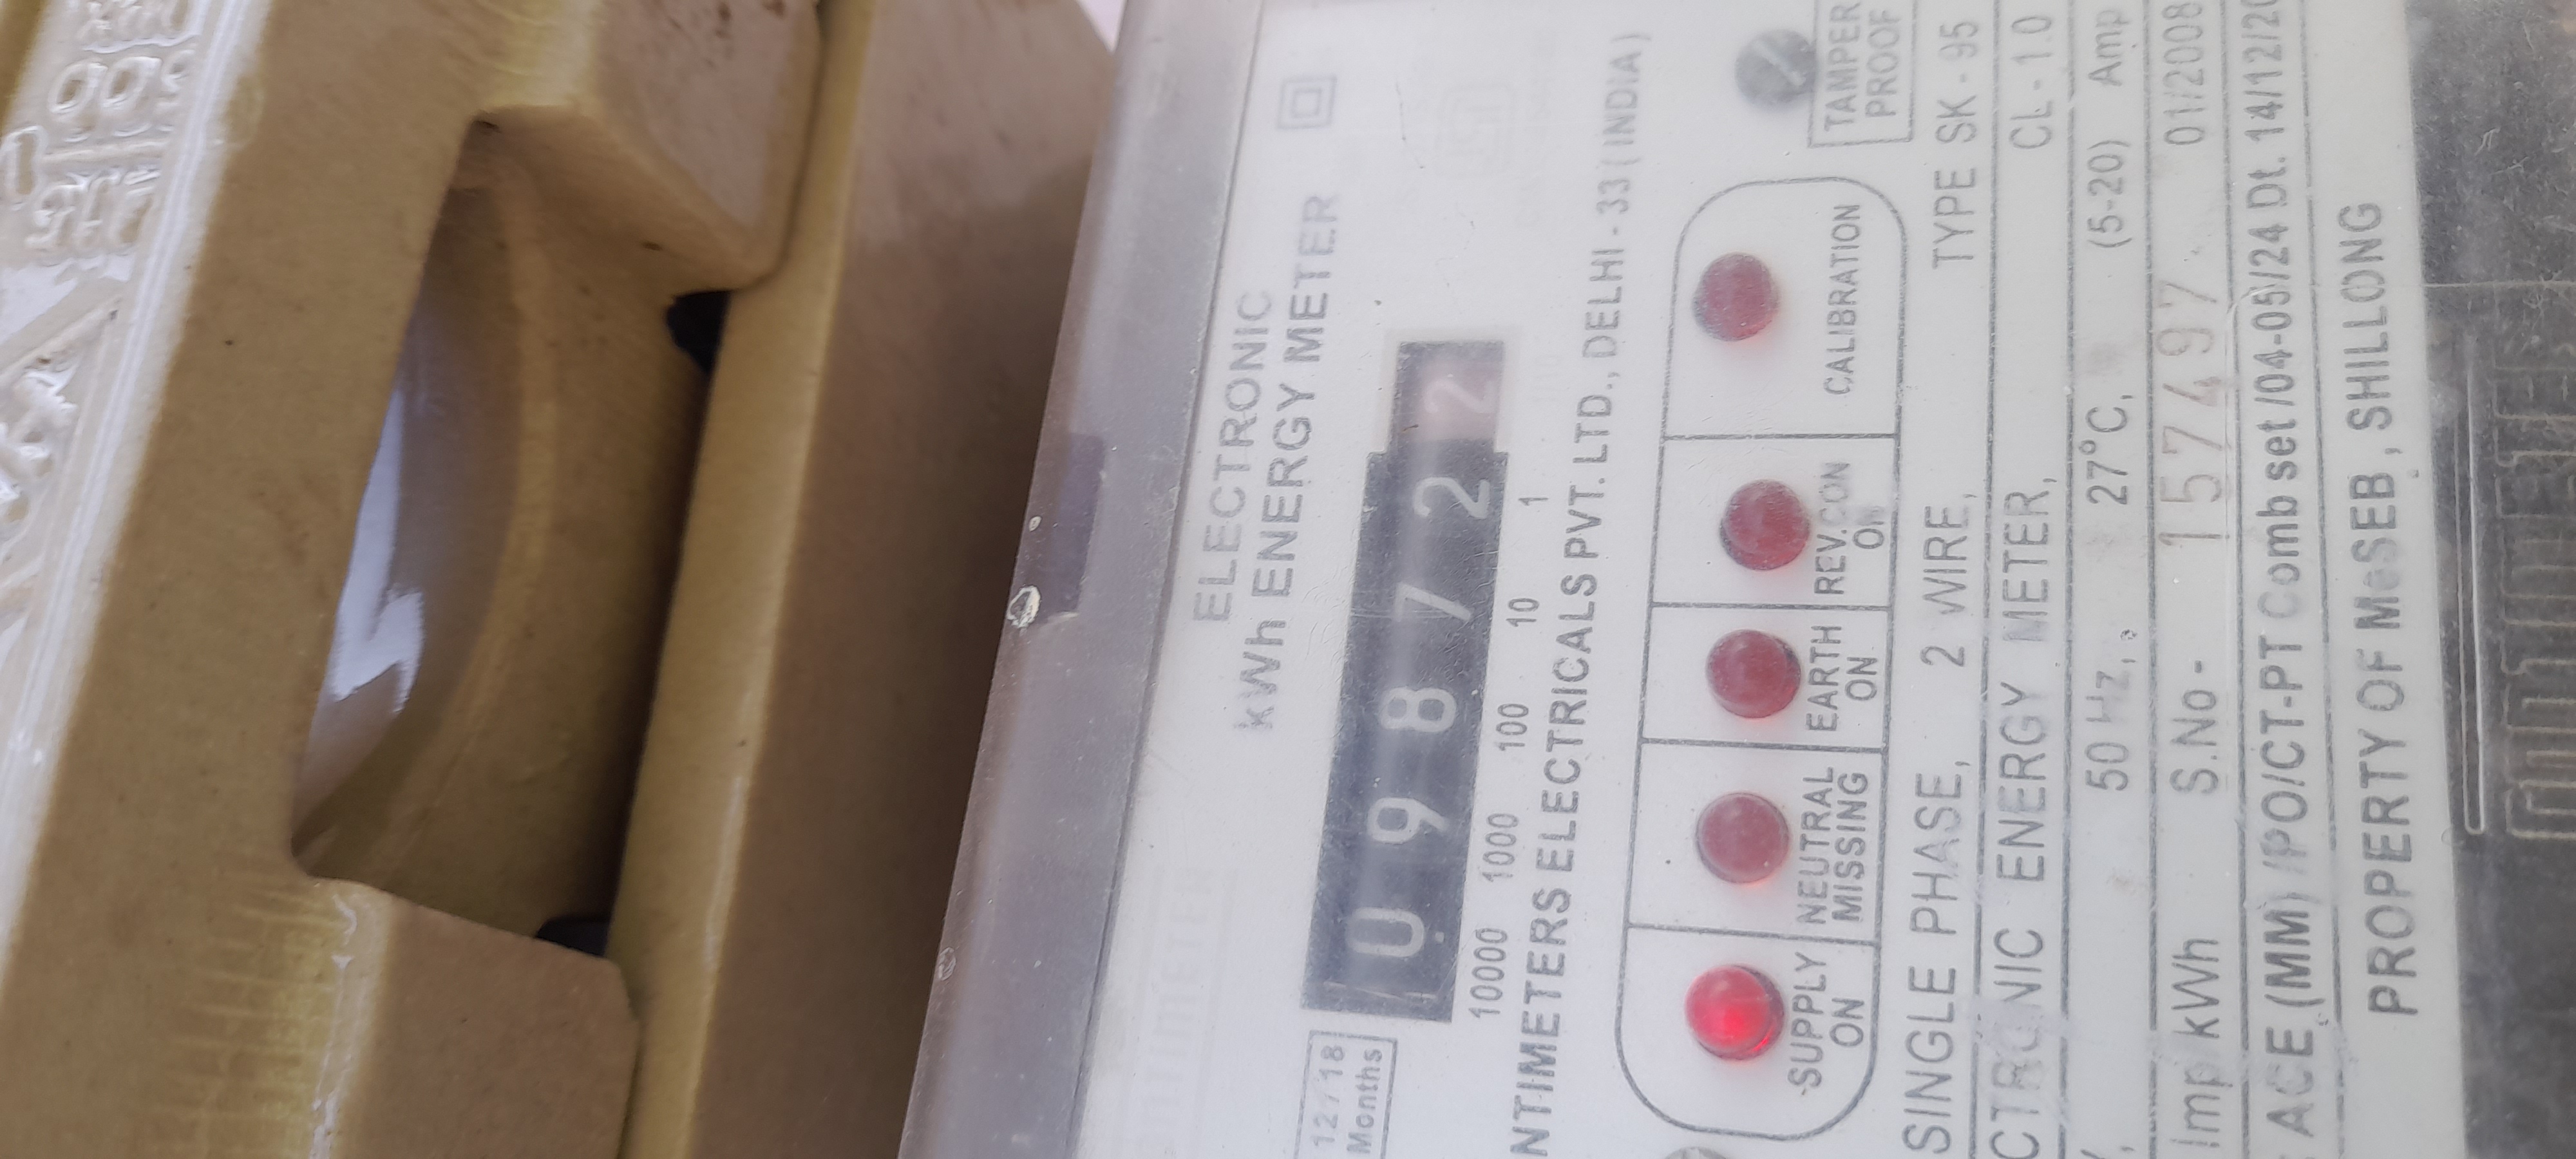 ELECTRONIC
kWh ENERGY METER
12 / 18
Months
0 9 8 7 2 2
10000 1000 100 10 1
NTIMETERS ELECTRICALS PVT. LTD., DELHI - 33 (INDIA)
SUPPLY
ON
NEUTRAL
MISSING
EARTH
ON
REV. CON
ON
CALIBRATION
TAMPER
PROOF
SINGLE PHASE, 2 WIRE, TYPE SK - 95
CTRONIC ENERGY METER, CL - 1.0
50 Hz, 27°C, (5-20) Amp
Imp kWh S.No - 157497 01/2008
ACE (MM) /PO/CT-PT Comb set /04-05/24 Dt. 14/12/20
PROPERTY OF MeSEB, SHILLONG